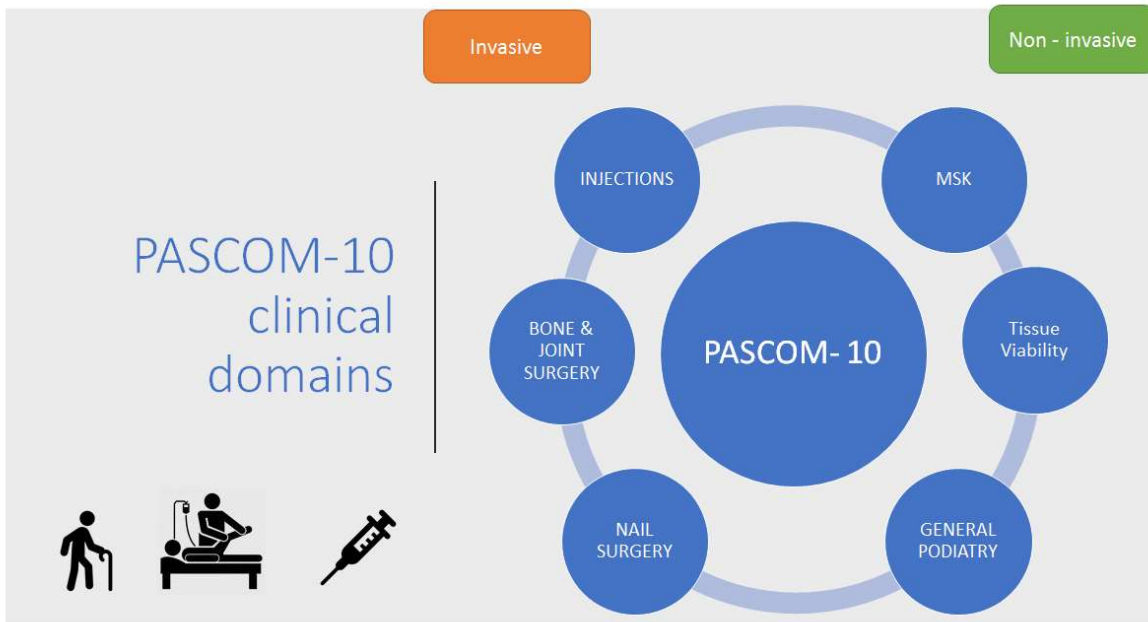 Invasive
Non - invasive
PASCOM-10
clinical
domains
INJECTIONS
MSK
BONE &
JOINT
SURGERY
PASCOM- 10
Tissue
Viability
NAIL
SURGERY
GENERAL
PODIATRY